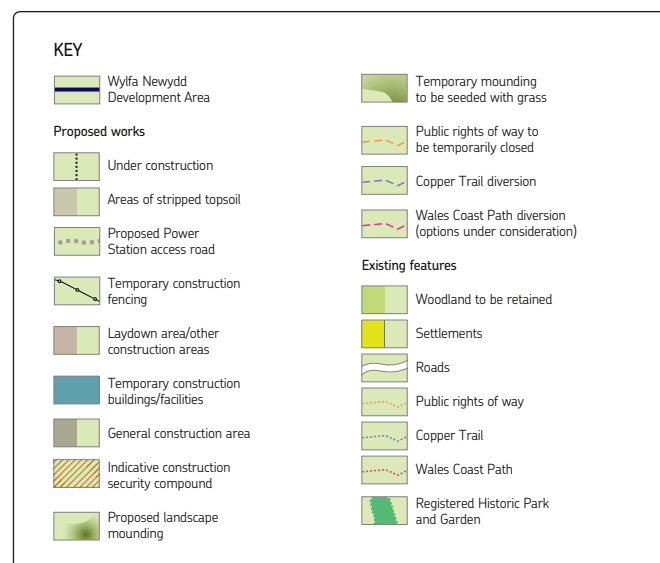 KEY
Wylfa Newydd
Development Area
Proposed works
Under construction
Areas of stripped topsoil
Proposed Power
Station access road
Temporary construction
fencing
Laydown area/other
construction areas
Temporary construction
buildings/facilities
General construction area
Indicative construction
security compound
Proposed landscape
mounding
Temporary mounding
to be seeded with grass
Public rights of way to
be temporarily closed
Copper Trail diversion
Wales Coast Path diversion
(options under consideration)
Existing features
Woodland to be retained
Settlements
Roads
Public rights of way
Copper Trail
Wales Coast Path
Registered Historic Park
and Garden